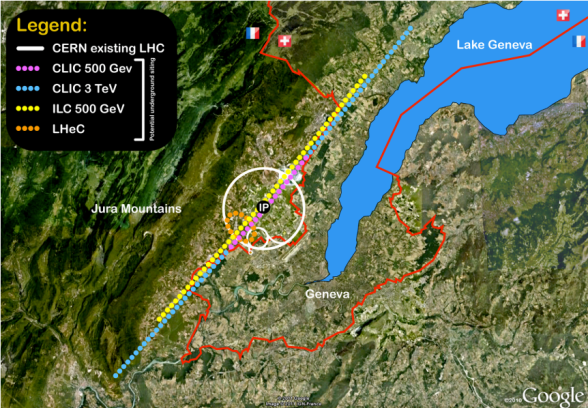 Legend:
CERN existing LHC
CLIC 500 Gev
CLIC 3 TeV
ILC 500 GeV
LHeC
Potential underground siting
Lake Geneva
Jura Mountains
IP
Geneva
©2010 Google